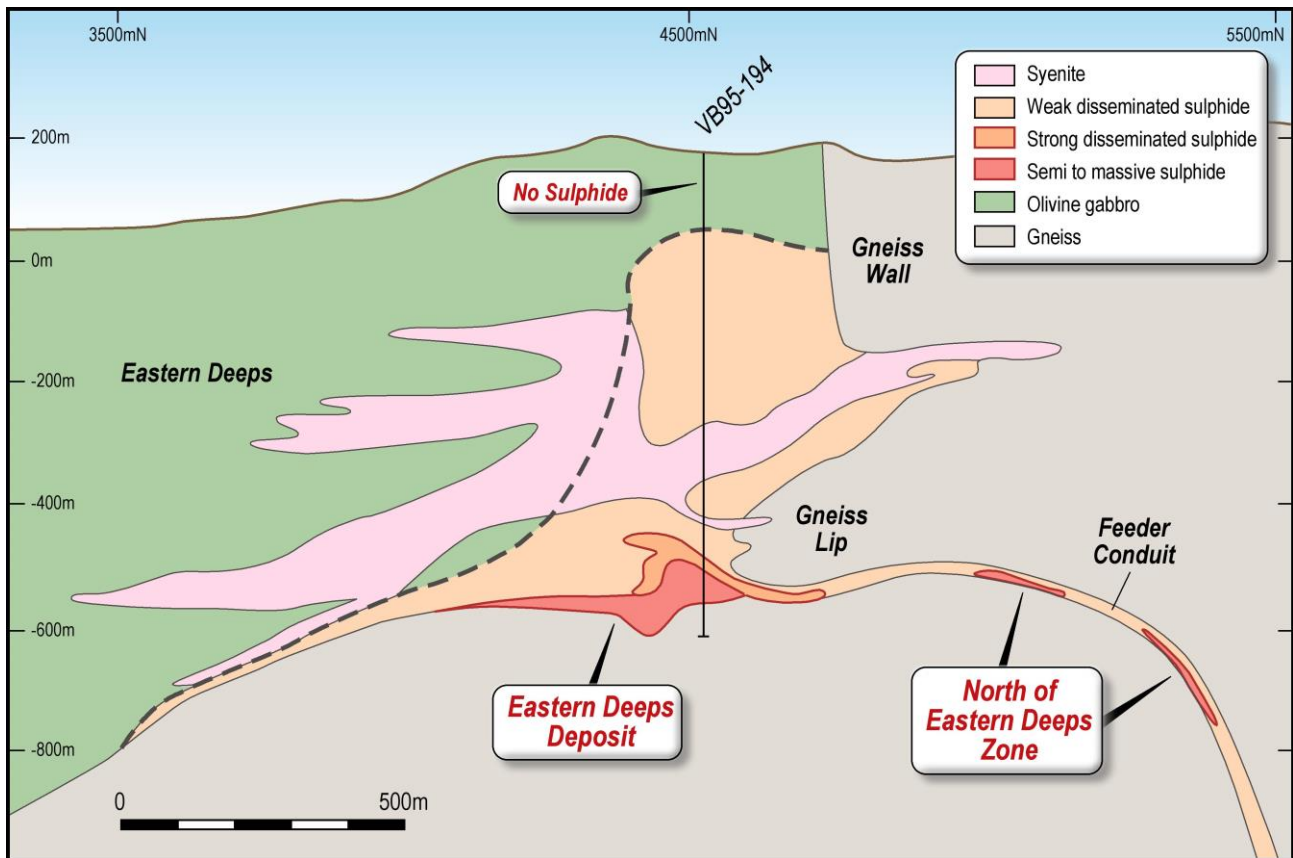 3500mN
4500mN
5500mN
VB95-194
Syenite
Weak disseminated sulphide
Strong disseminated sulphide
Semi to massive sulphide
Olivine gabbro
Gneiss
200m
No Sulphide
Gneiss
Wall
0m
Eastern Deeps
-200m
-400m
Gneiss
Lip
Feeder
Conduit
-600m
Eastern Deeps
Deposit
North of
Eastern Deeps
Zone
-800m
0
500m